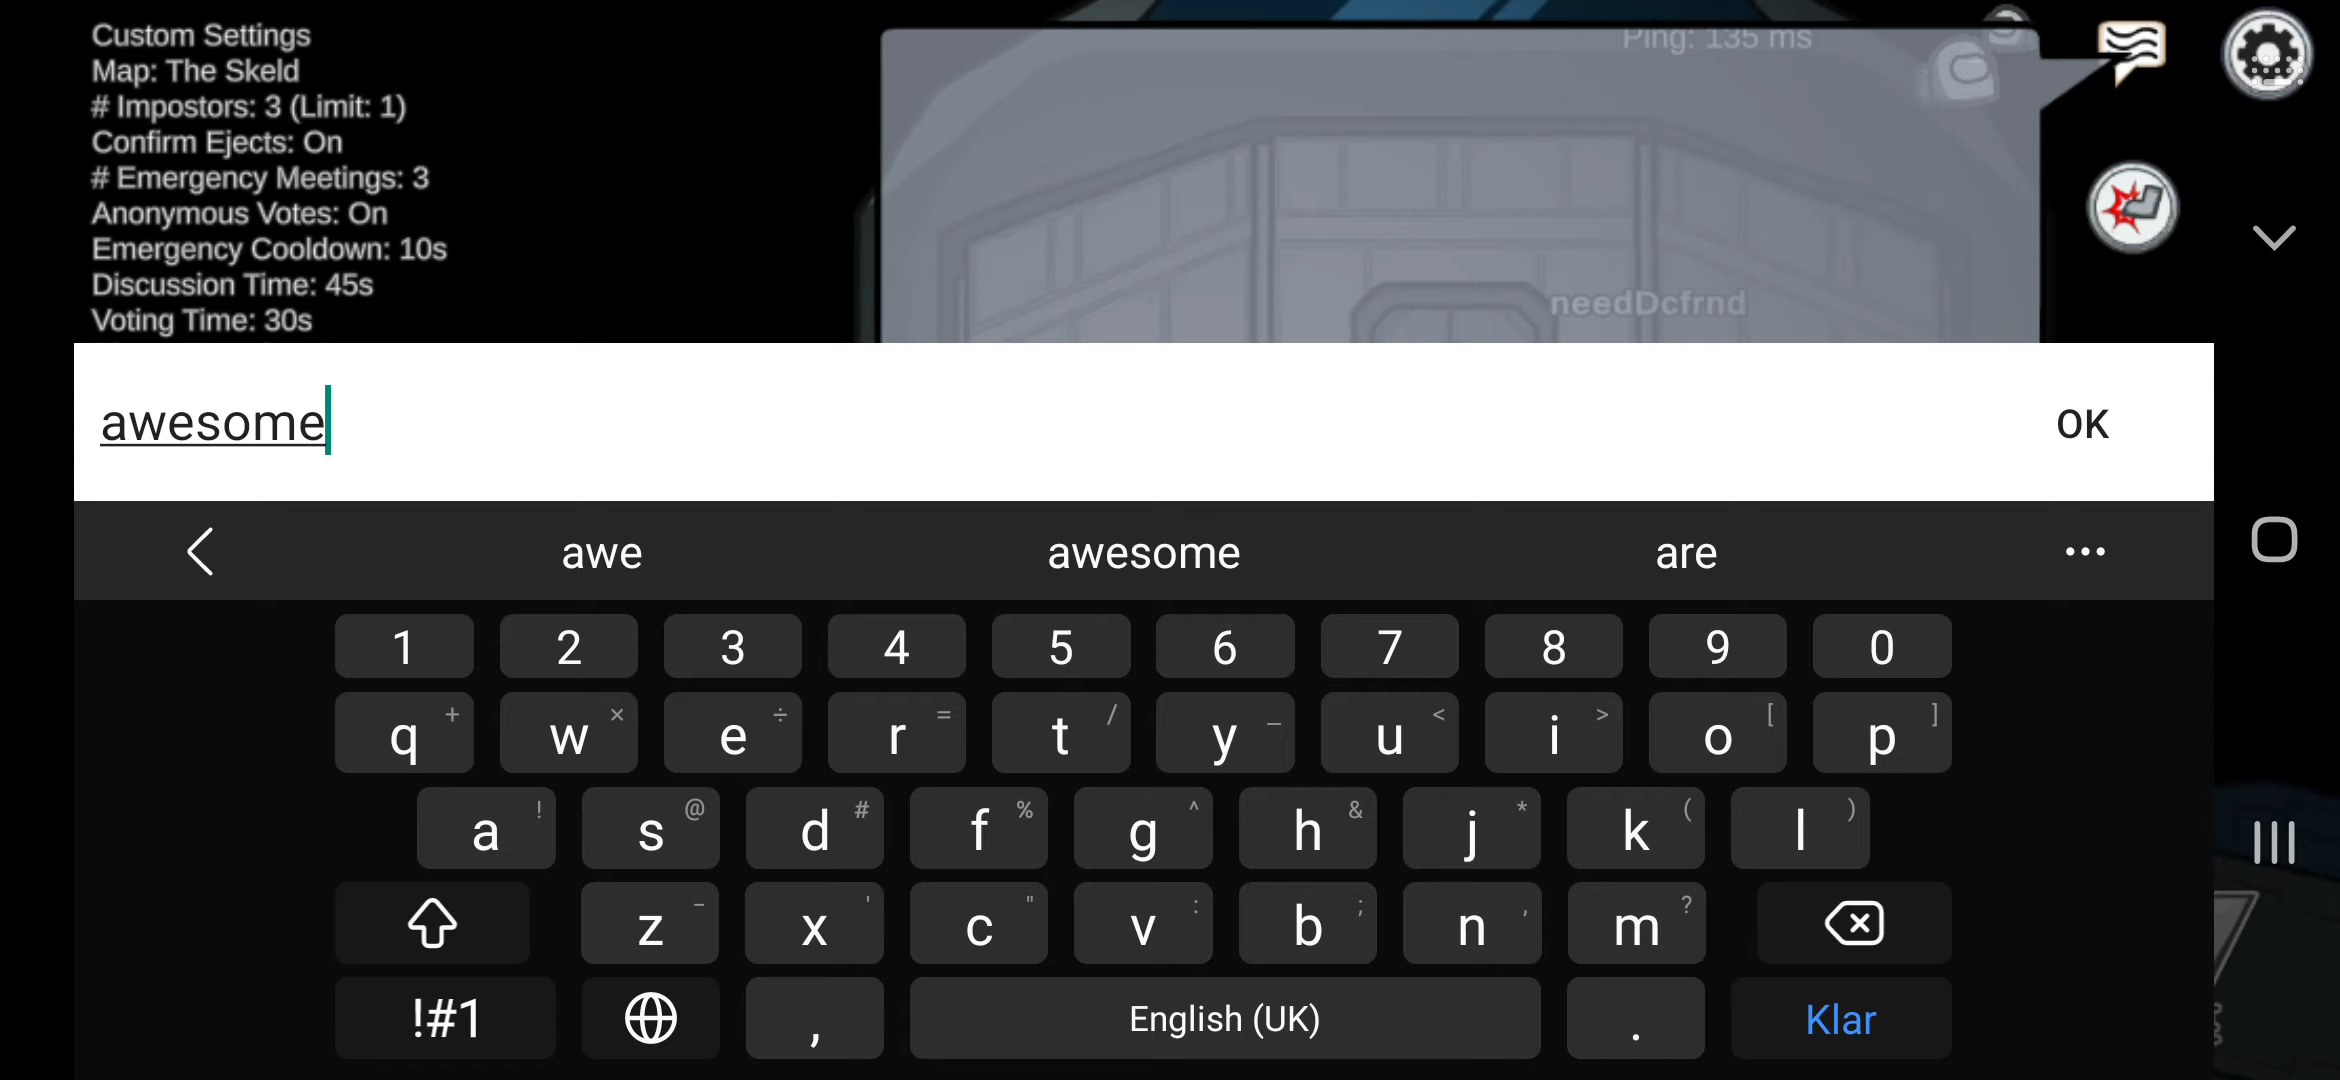 Custom Settings
Map: The Skeld
# Impostors: 3 (Limit: 1)
Confirm Ejects: On
# Emergency Meetings: 3
Anonymous Votes: On
Emergency Cooldown: 10s
Discussion Time: 45s
Voting Time: 30s
Ping: 135 ms
needDcfrnd
awesome
OK
awe awesome are ...
1 2 3 4 5 6 7 8 9 0
q + w × e ÷ r = t / y _ u < i > o [ p ]
a ! s @ d # f % g ^ h & j * k ( l )
z - x ' c " v : b ; n , m ?
!#1 , English (UK) . Klar